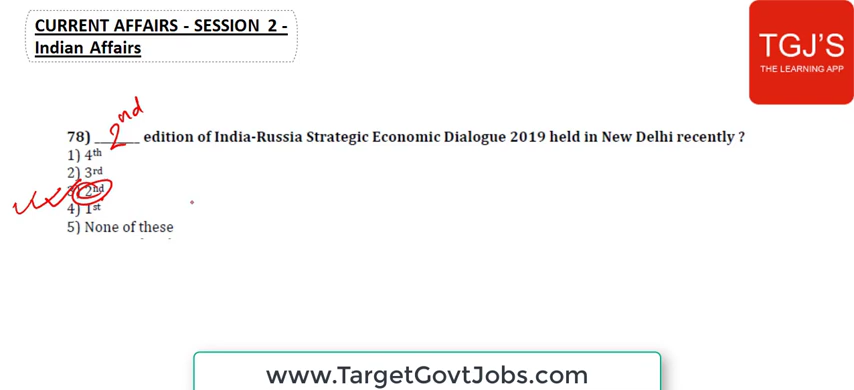 CURRENT AFFAIRS - SESSION 2 -
Indian Affairs
TGJ'S
THE LEARNING APP
2nd
78) ______ edition of India-Russia Strategic Economic Dialogue 2019 held in New Delhi recently ?
1) 4th
2) 3rd
3) 2nd
4) 1st
5) None of these
www.TargetGovtJobs.com